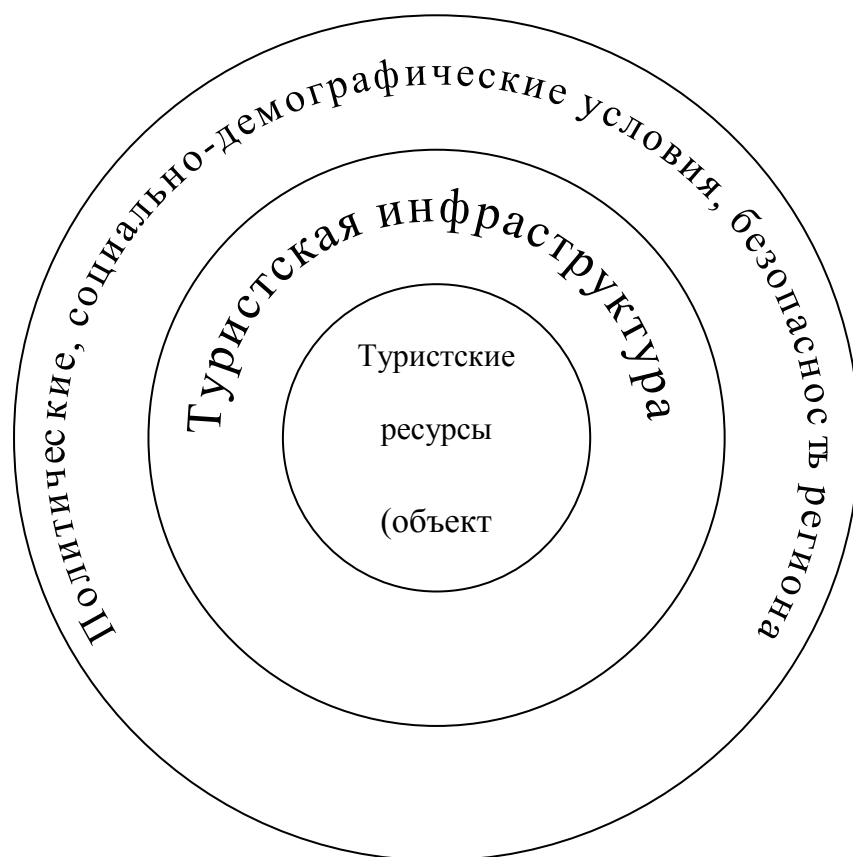 Политические, социально-демографические условия, безопасность региона
Туристская инфраструктура
Туристские
ресурсы
(объект